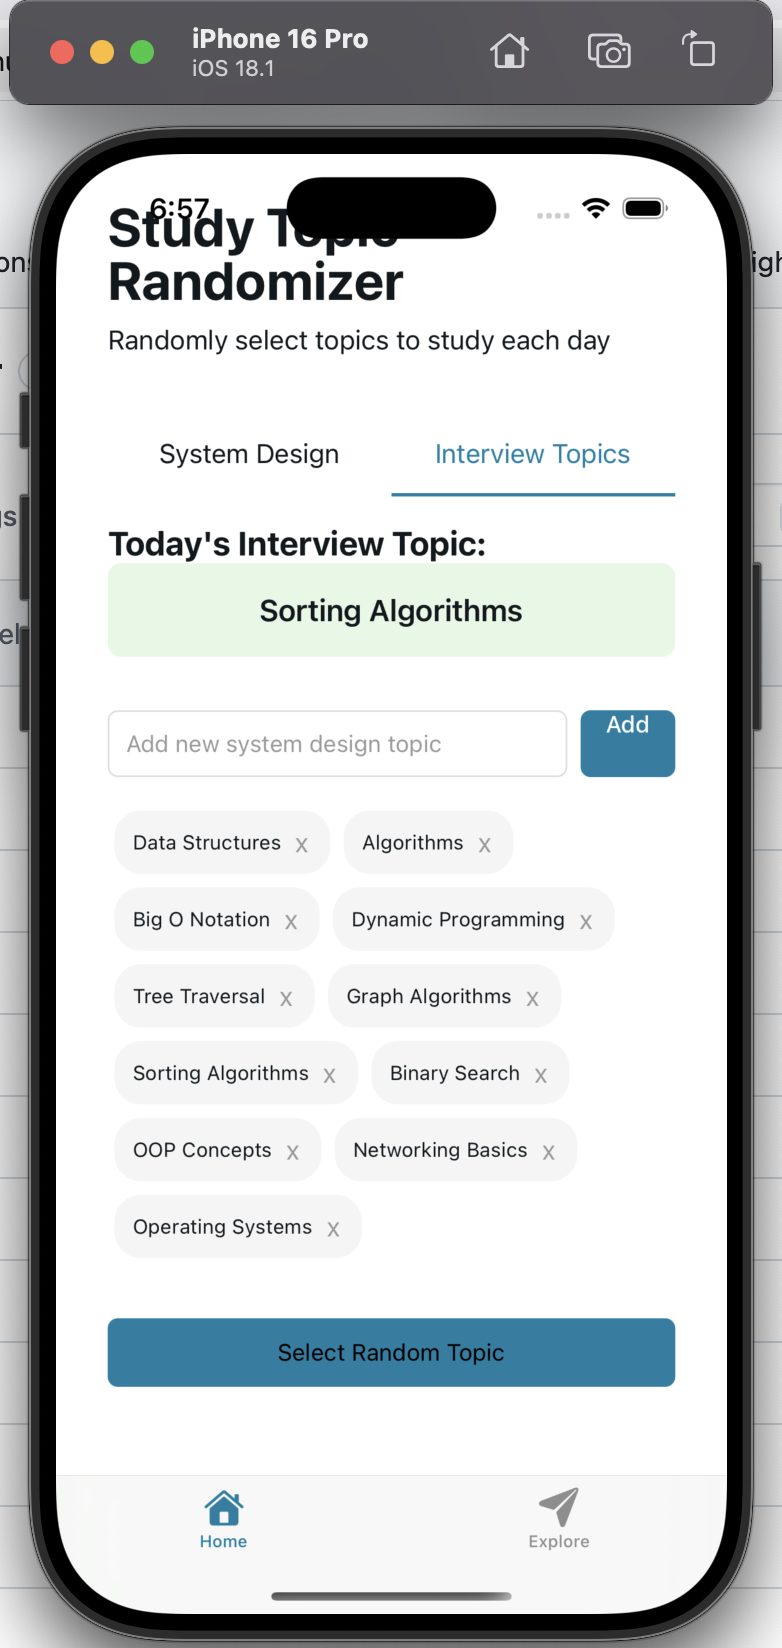 iPhone 16 Pro
iOS 18.1
6:57
Study Topic
Randomizer
Randomly select topics to study each day
System Design
Interview Topics
Today's Interview Topic:
Sorting Algorithms
Add new system design topic
Add
Data Structures x
Algorithms x
Big O Notation x
Dynamic Programming x
Tree Traversal x
Graph Algorithms x
Sorting Algorithms x
Binary Search x
OOP Concepts x
Networking Basics x
Operating Systems x
Select Random Topic
Home
Explore